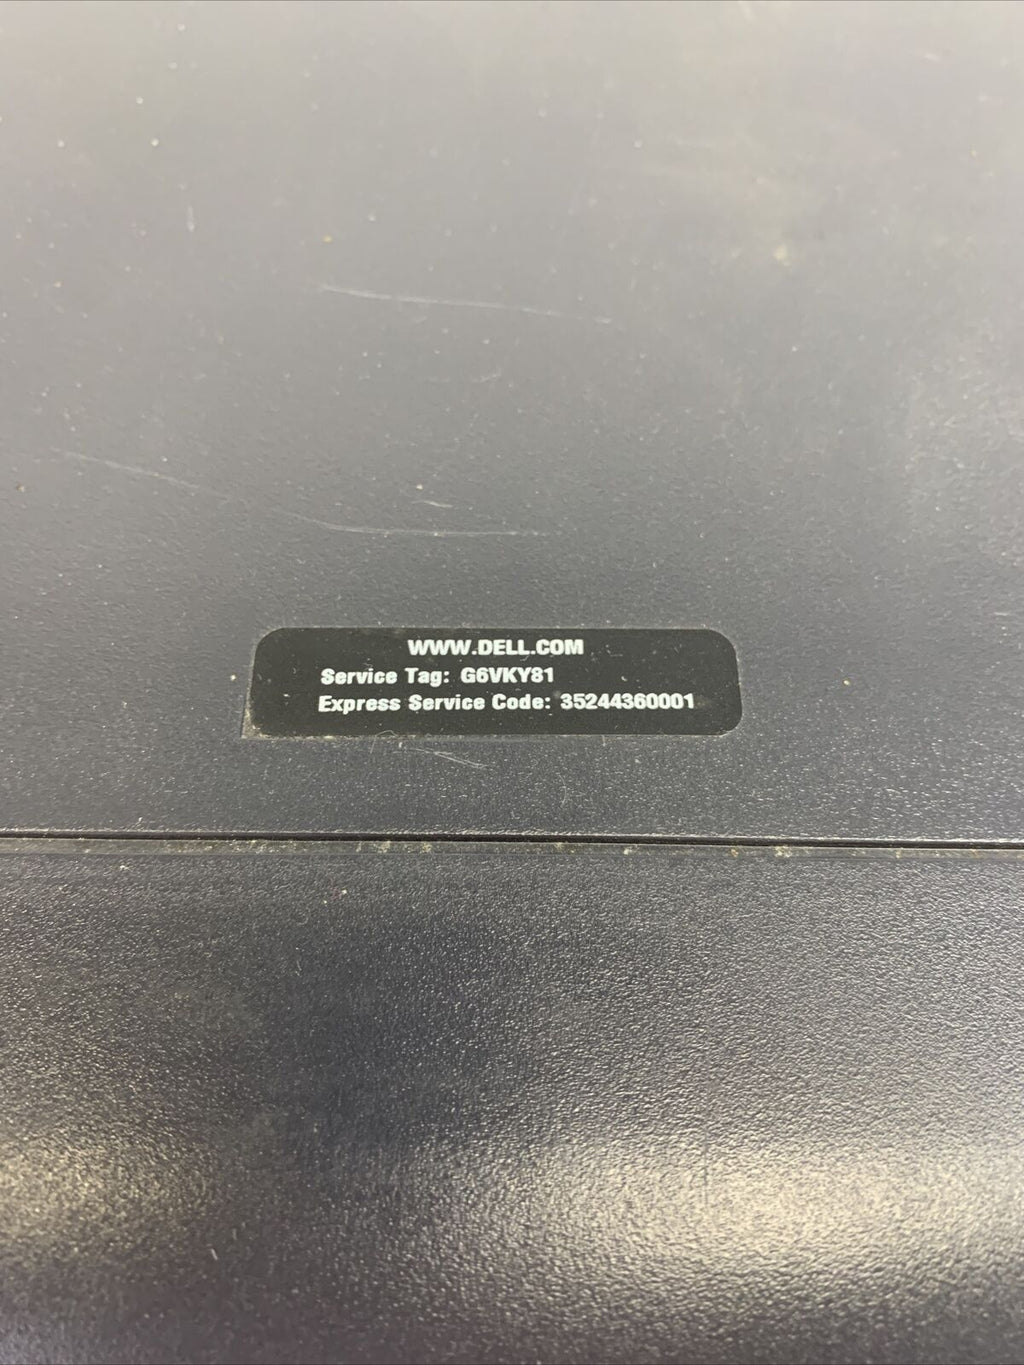 WWW.DELL.COM
Service Tag: G6VKY81
Express Service Code: 35244360001